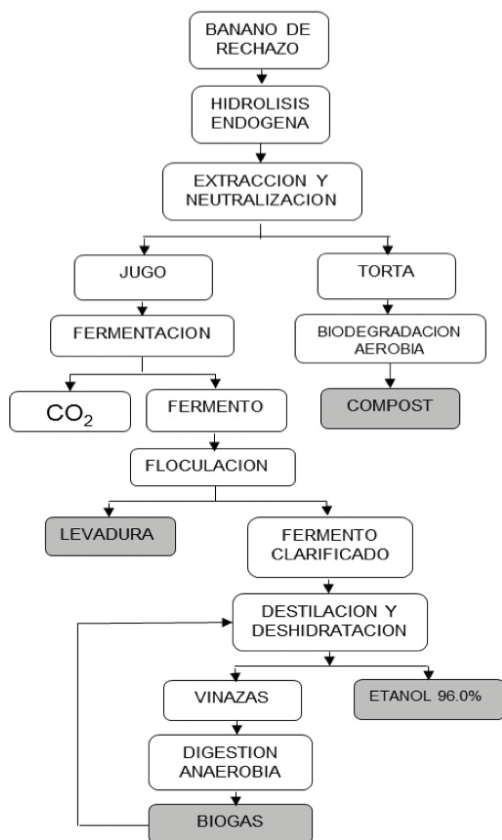 BANANO DE
RECHAZO
HIDROLISIS
ENDOGENA
EXTRACCION Y
NEUTRALIZACION
JUGO
TORTA
FERMENTACION
BIODEGRADACION
AEROBIA
CO₂
FERMENTO
COMPOST
FLOCULACION
LEVADURA
FERMENTO
CLARIFICADO
DESTILACION Y
DESHIDRATACION
VINAZAS
ETANOL 96.0%
DIGESTION
ANAEROBIA
BIOGAS